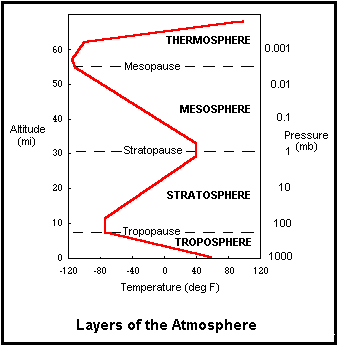 THERMOSPHERE
60
0.001
Mesopause
50
0.01
MESOSPHERE
40
0.1
Altitude
(mi)
Pressure
(mb)
30
Stratopause
1
20
10
STRATOSPHERE
10
100
Tropopause
TROPOSPHERE
0
1000
-120 -80 -40 0 40 80 120
Temperature (deg F)
Layers of the Atmosphere